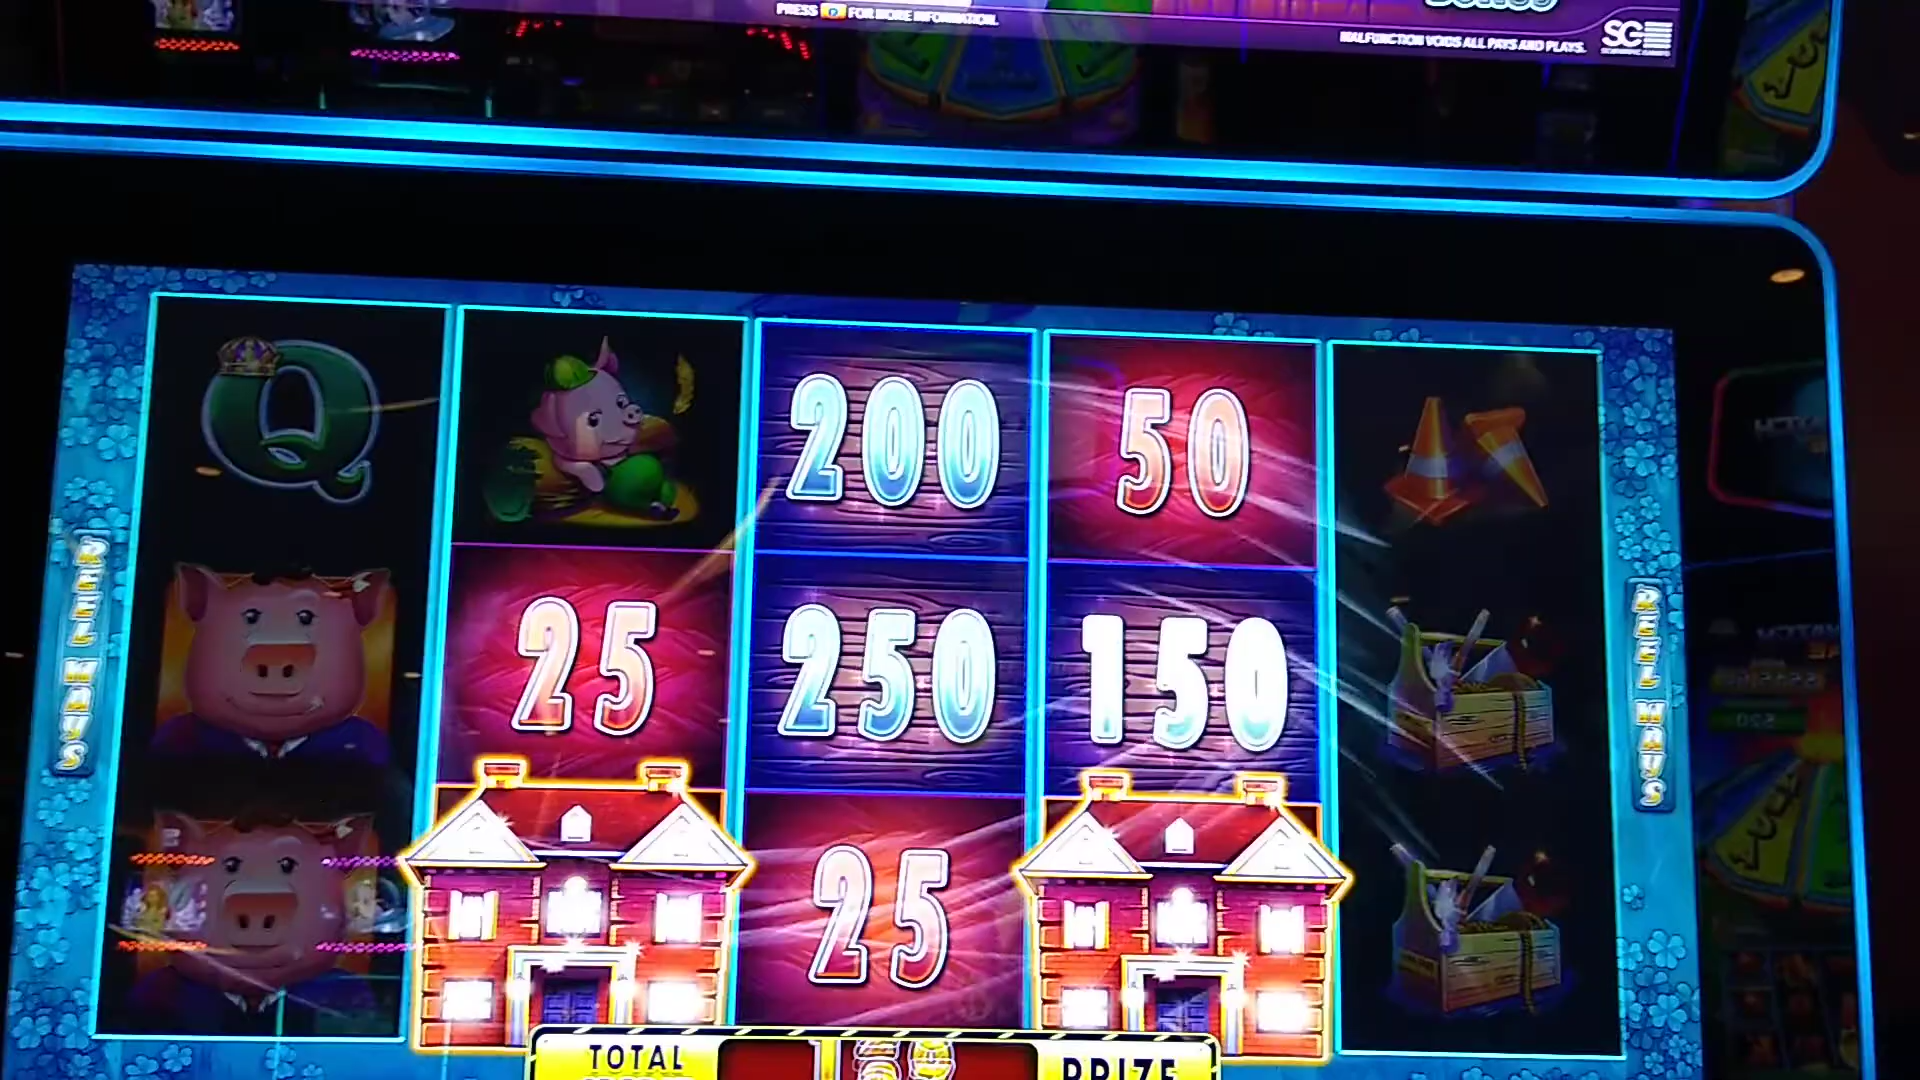 PRESS FOR MORE INFORMATION.
MALFUNCTION VOIDS ALL PAYS AND PLAYS.
SG
Q
200
50
25
250
150
25
REEL WAYS
REEL WAYS
TOTAL
PRIZE